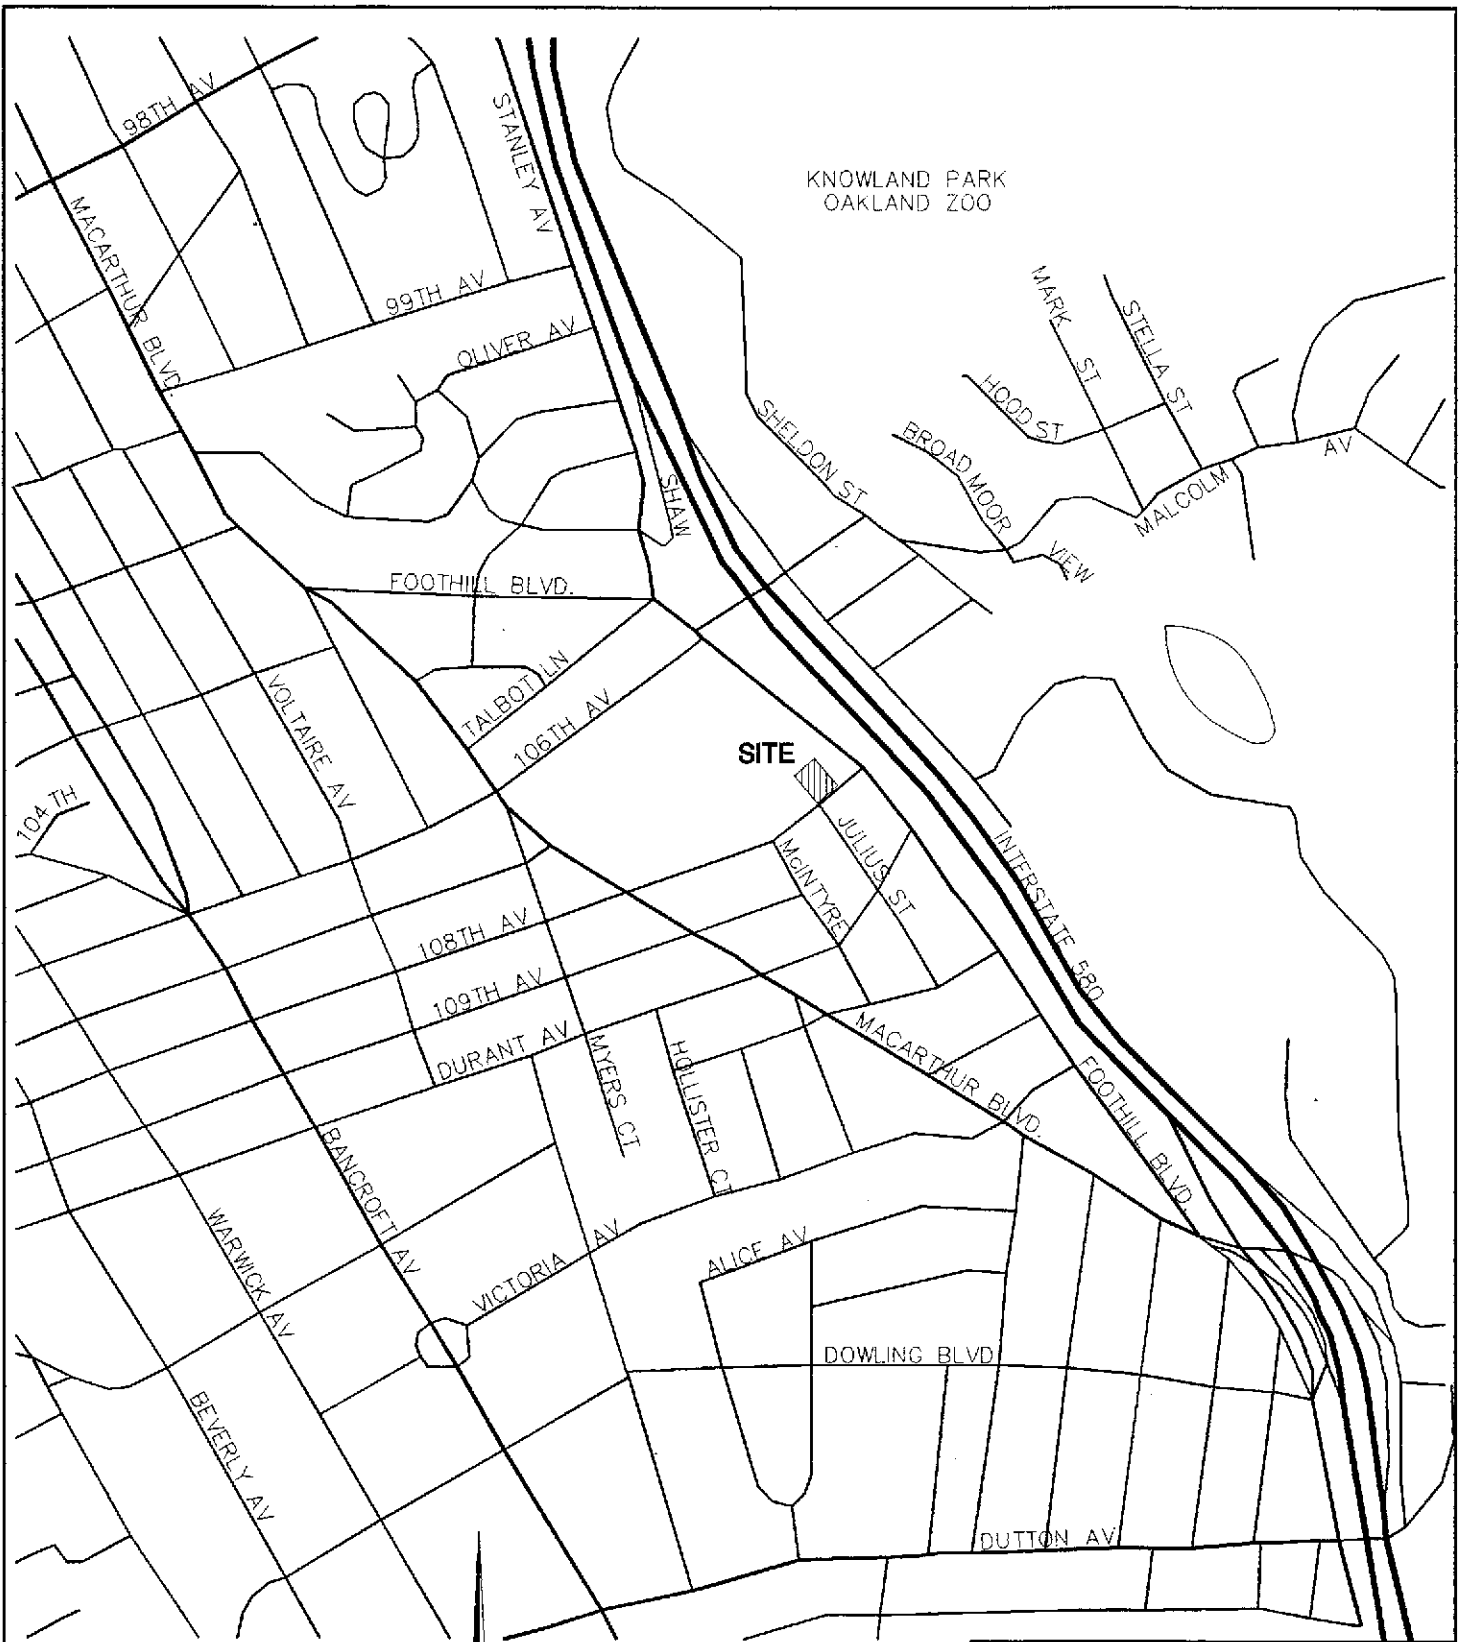 98TH AV
STANLEY AV
KNOWLAND PARK
OAKLAND ZOO
MACARTHUR BLVD.
99TH AV
OLIVER AV
MARK ST
STELLA ST
HOOD ST
SHELDON ST
BROADMOOR VIEW
MALCOLM AV
SHAW
FOOTHILL BLVD.
TALBOT LN
VOLTAIRE AV
106TH AV
SITE
104 TH
JULIUS ST
McINTYRE
INTERSTATE 580
108TH AV
109TH AV
DURANT AV
MYERS CT
HOLLISTER CT
MACARTHUR BLVD.
FOOTHILL BLVD.
BANCROFT AV
WARWICK AV
VICTORIA AV
ALICE AV
DOWLING BLVD
BEVERLY AV
DUTTON AV